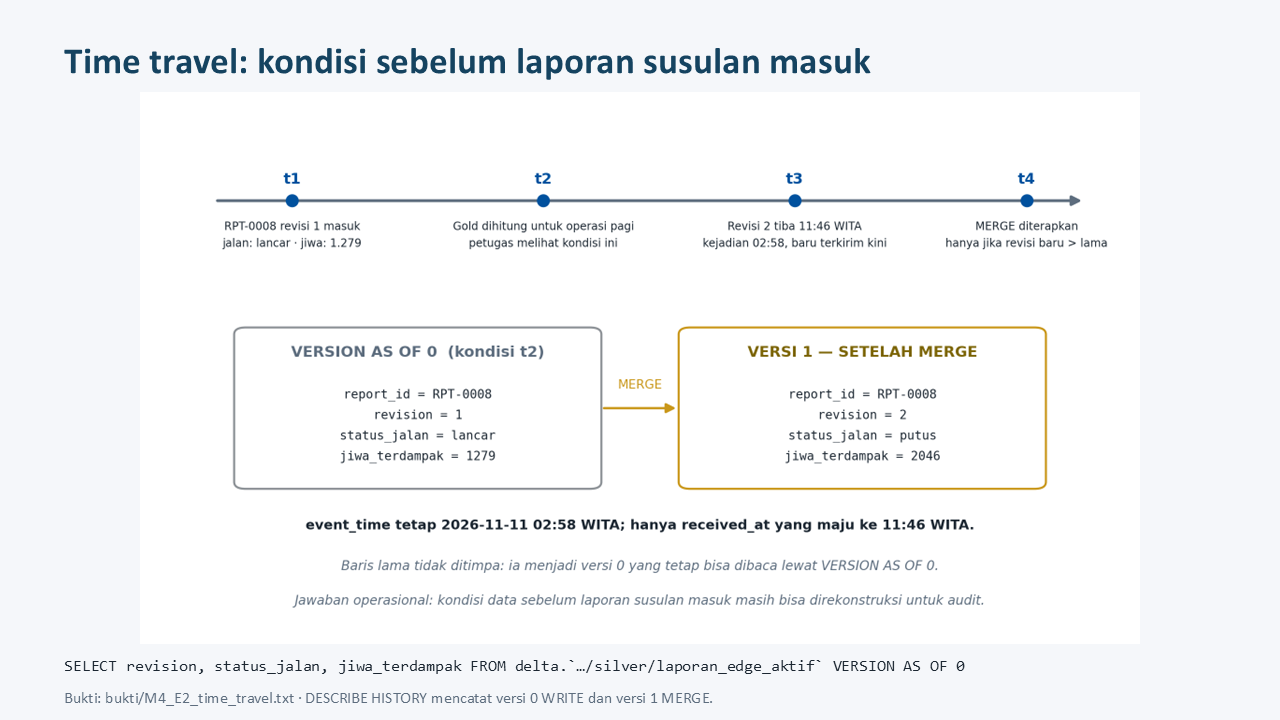 Time travel: kondisi sebelum laporan susulan masuk
t1
t2
t3
t4
RPT-0008 revisi 1 masuk
jalan: lancar · jiwa: 1.279
Gold dihitung untuk operasi pagi
petugas melihat kondisi ini
Revisi 2 tiba 11:46 WITA
kejadian 02:58, baru terkirim kini
MERGE diterapkan
hanya jika revisi baru > lama
VERSION AS OF 0 (kondisi t2)
report_id = RPT-0008
revision = 1
status_jalan = lancar
jiwa_terdampak = 1279
MERGE
VERSI 1 — SETELAH MERGE
report_id = RPT-0008
revision = 2
status_jalan = putus
jiwa_terdampak = 2046
event_time tetap 2026-11-11 02:58 WITA; hanya received_at yang maju ke 11:46 WITA.
Baris lama tidak ditimpa: ia menjadi versi 0 yang tetap bisa dibaca lewat VERSION AS OF 0.
Jawaban operasional: kondisi data sebelum laporan susulan masuk masih bisa direkonstruksi untuk audit.
SELECT revision, status_jalan, jiwa_terdampak FROM delta.`…/silver/laporan_edge_aktif` VERSION AS OF 0
Bukti: bukti/M4_E2_time_travel.txt · DESCRIBE HISTORY mencatat versi 0 WRITE dan versi 1 MERGE.